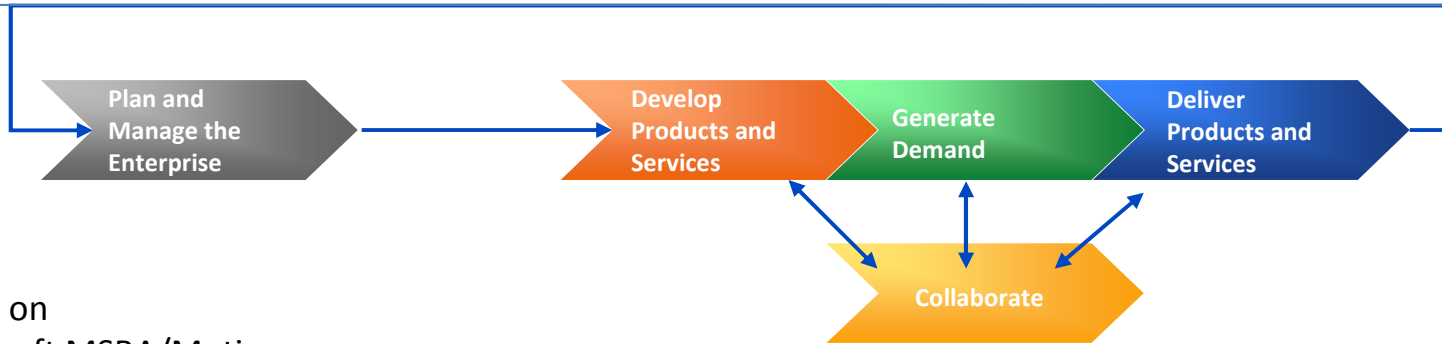 Plan and
Manage the
Enterprise
Develop
Products and
Services
Generate
Demand
Deliver
Products and
Services
Collaborate
on